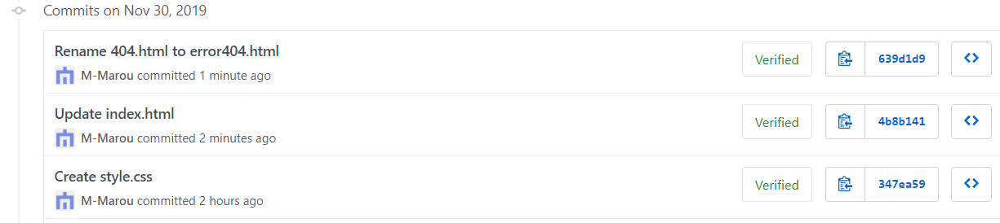 Commits on Nov 30, 2019
Rename 404.html to error404.html
M-Marou committed 1 minute ago
Verified
639d1d9
Update index.html
M-Marou committed 2 minutes ago
Verified
4b8b141
Create style.css
M-Marou committed 2 hours ago
Verified
347ea59